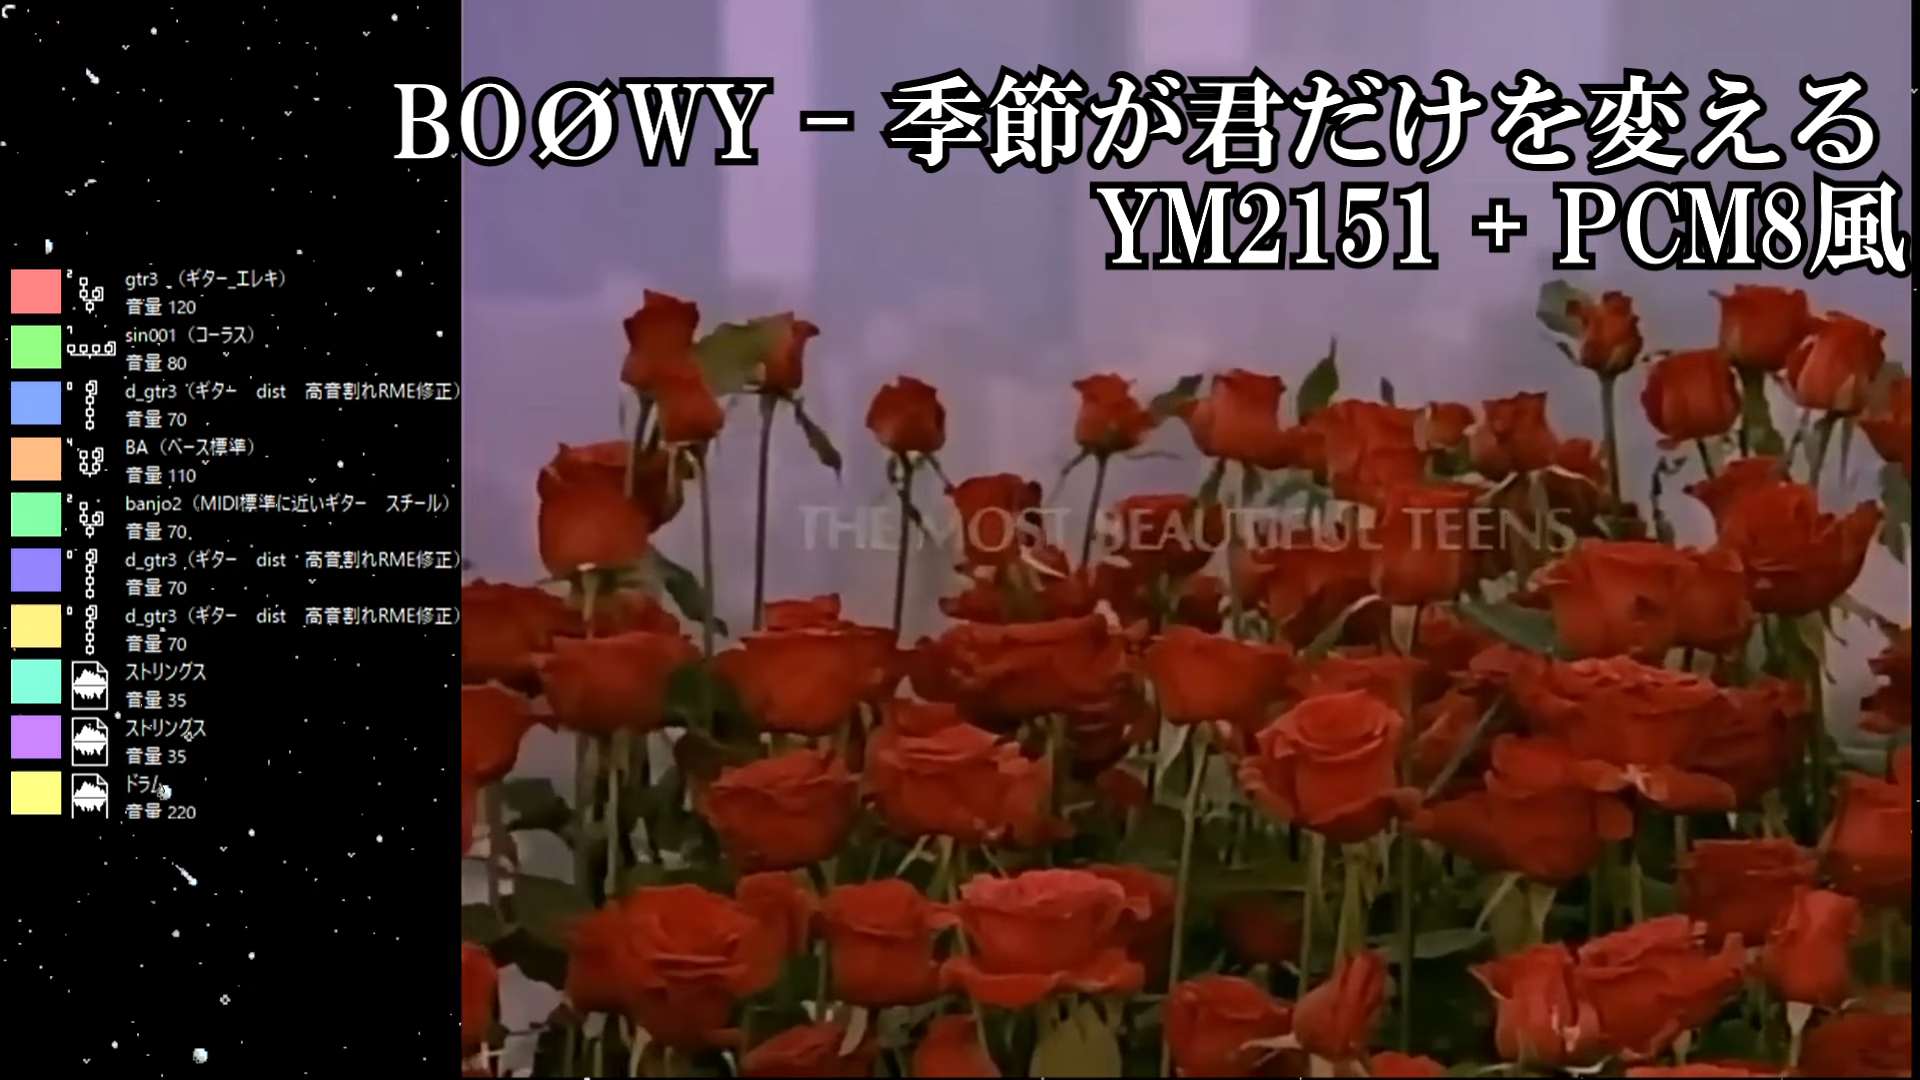 BOØWY − 季節が君だけを変える
YM2151 + PCM8風
gtr3 （ギター_エレキ）
音量 120
sin001（コーラス）
音量 80
d_gtr3（ギター　dist　高音割れRME修正）
音量 70
BA（ベース標準）
音量 110
banjo2（MIDI標準に近いギター　スチール）
音量 70
d_gtr3（ギター　dist　高音割れRME修正）
音量 70
d_gtr3（ギター　dist　高音割れRME修正）
音量 70
ストリングス
音量 35
ストリングス
音量 35
ドラム
音量 220
THE MOST BEAUTIFUL TEENS